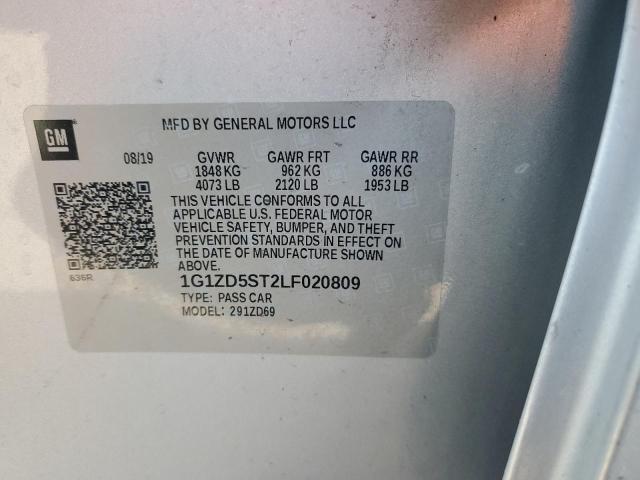 GM
MFD BY GENERAL MOTORS LLC
08/19 GVWR GAWR FRT GAWR RR
1848 KG 962 KG 886 KG
4073 LB 2120 LB 1953 LB
THIS VEHICLE CONFORMS TO ALL
APPLICABLE U.S. FEDERAL MOTOR
VEHICLE SAFETY, BUMPER, AND THEFT
PREVENTION STANDARDS IN EFFECT ON
THE DATE OF MANUFACTURE SHOWN
ABOVE.
636R
1G1ZD5ST2LF020809
TYPE: PASS CAR
MODEL: 291ZD69